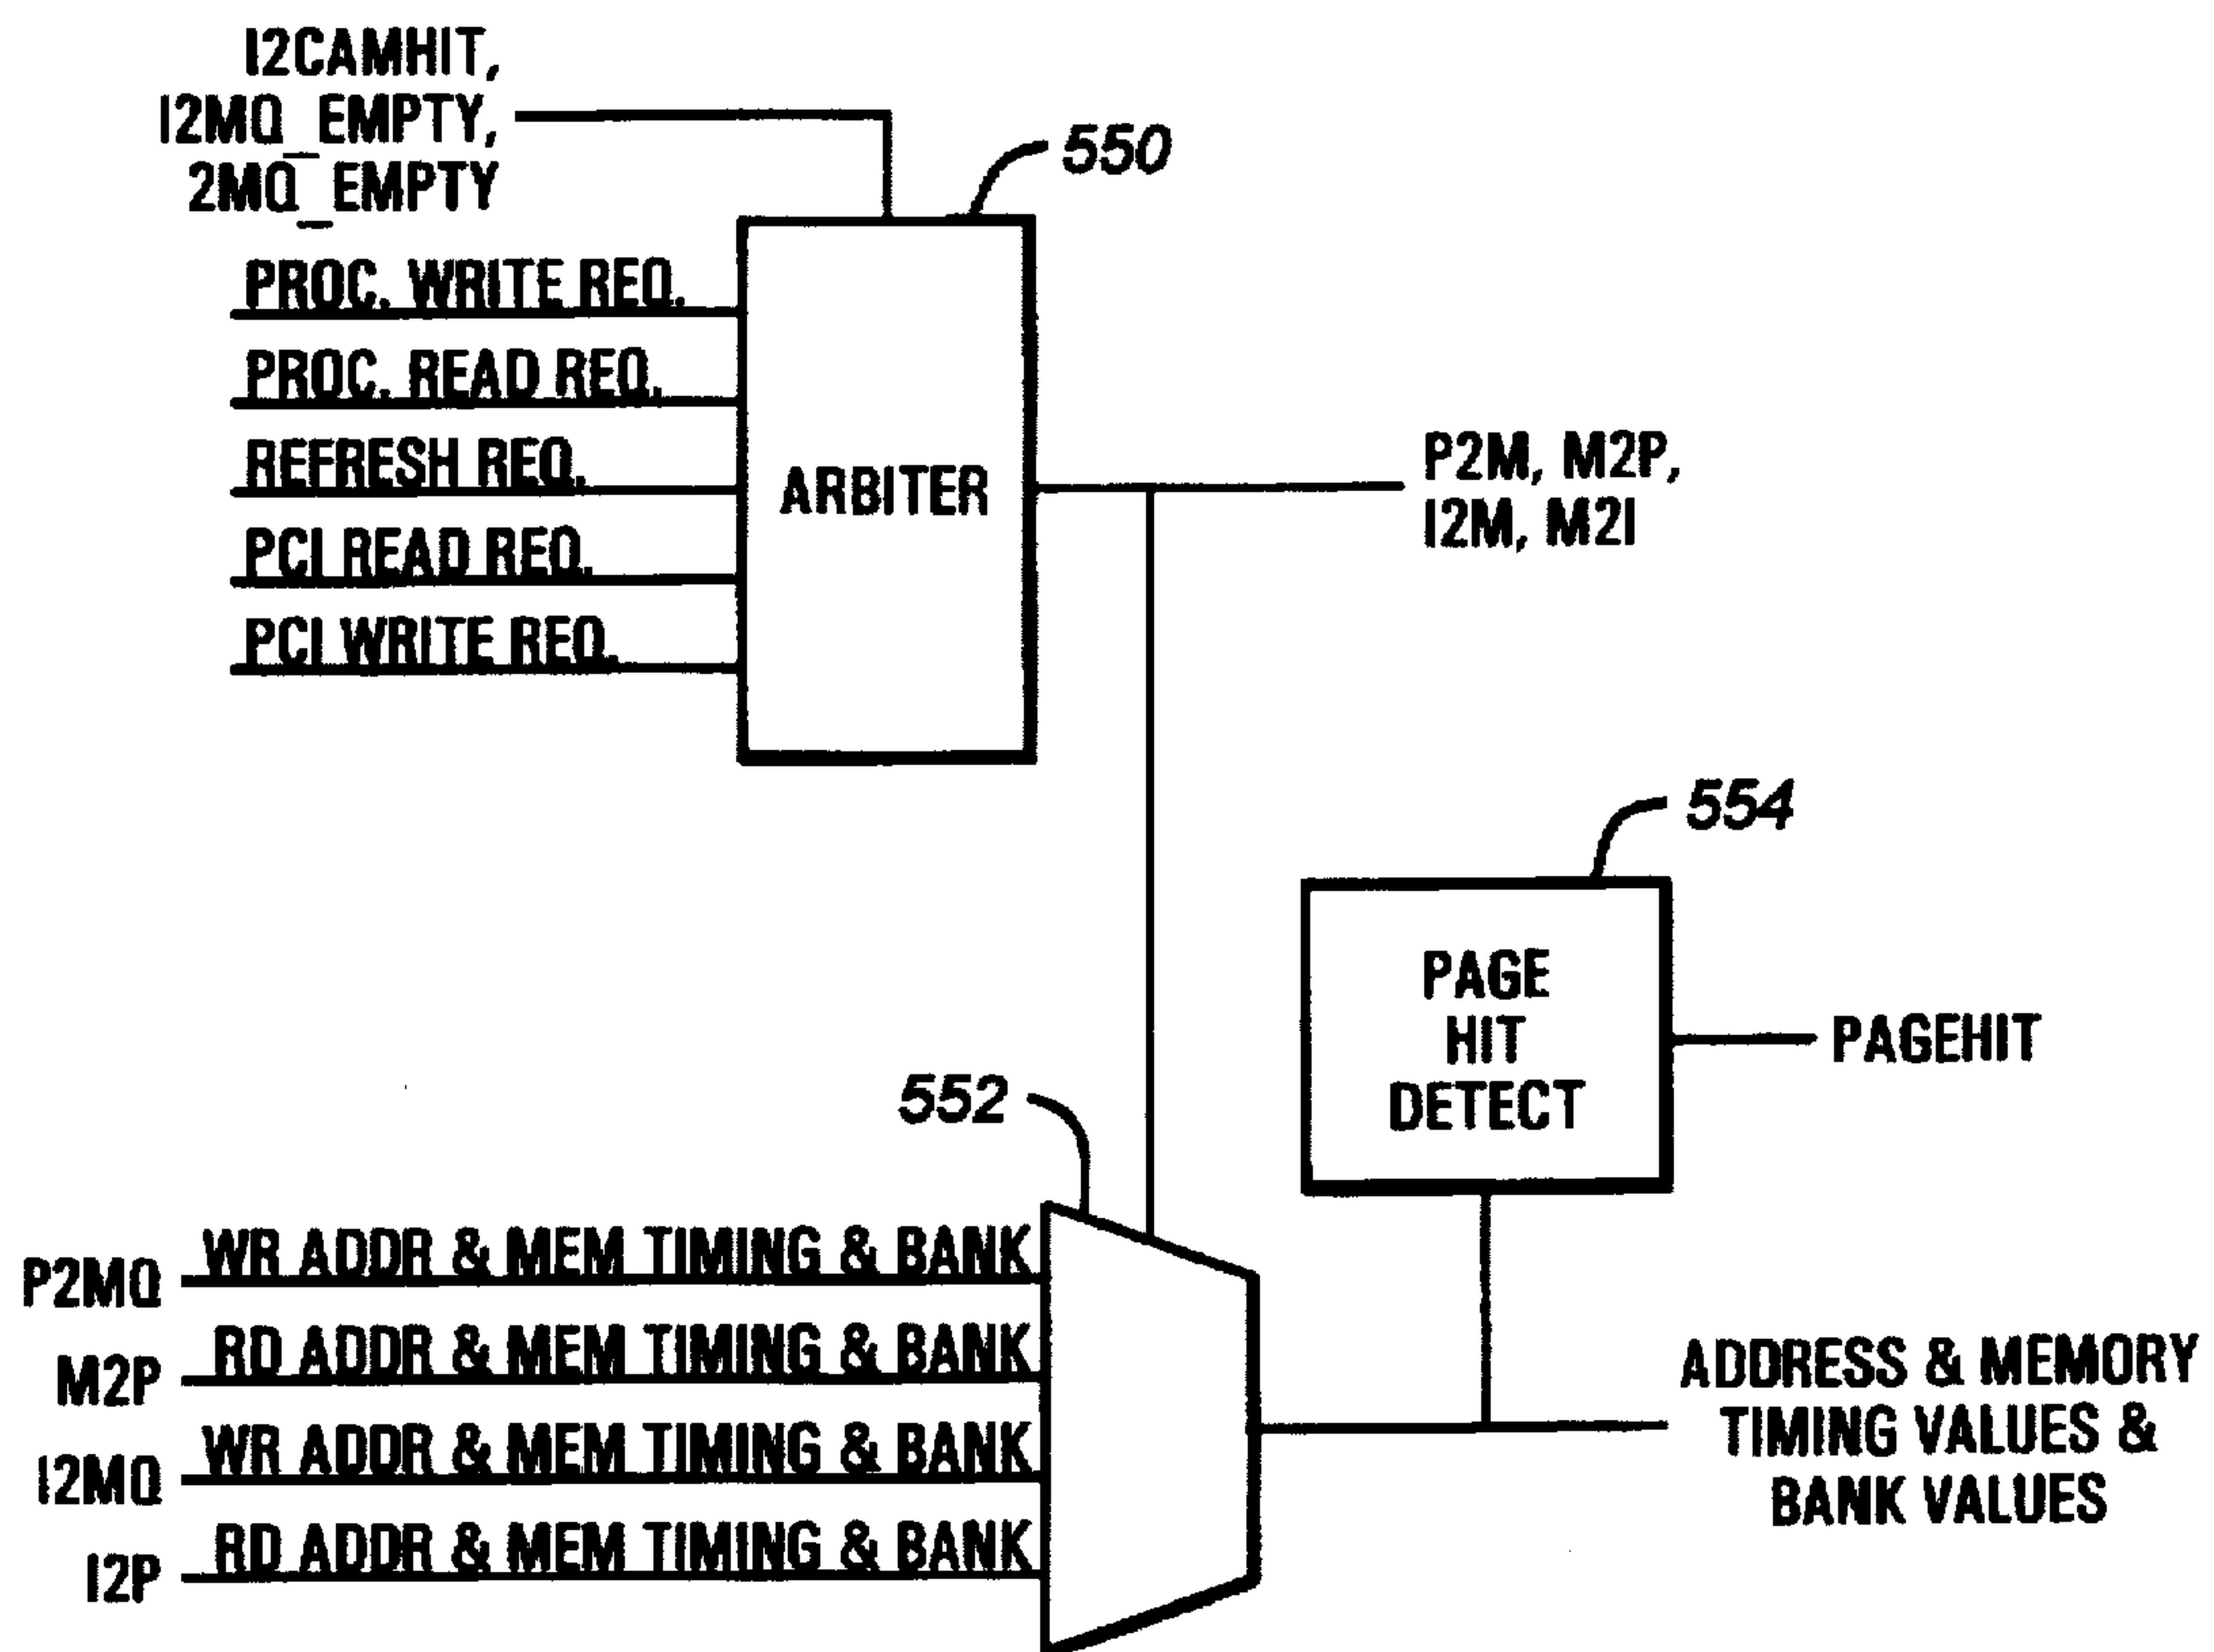 I2CAMHIT,
I2MQ_EMPTY,
2MQ_EMPTY
550
PROC. WRITE REQ.
PROC. READ REQ.
REFRESH REQ.
PCI READ REQ.
PCI WRITE REQ.
ARBITER
P2M, M2P,
I2M, M2I
554
PAGE
HIT
DETECT
PAGEHIT
552
P2MQ WR ADDR & MEM TIMING & BANK
M2P RD ADDR & MEM TIMING & BANK
I2MQ WR ADDR & MEM TIMING & BANK
I2P RD ADDR & MEM TIMING & BANK
ADDRESS & MEMORY
TIMING VALUES &
BANK VALUES